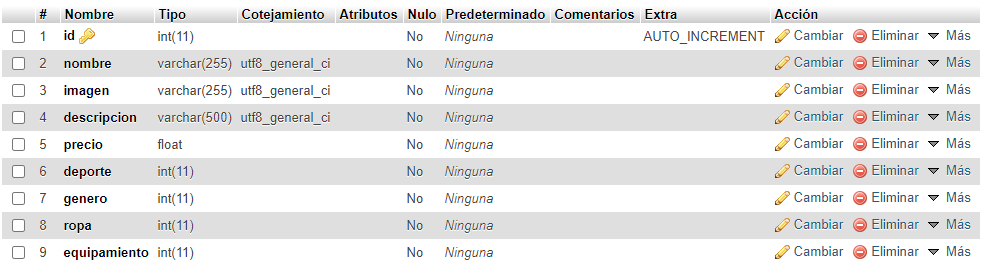 # Nombre Tipo Cotejamiento Atributos Nulo Predeterminado Comentarios Extra Acción
1 id int(11) No Ninguna AUTO_INCREMENT Cambiar Eliminar Más
2 nombre varchar(255) utf8_general_ci No Ninguna Cambiar Eliminar Más
3 imagen varchar(255) utf8_general_ci No Ninguna Cambiar Eliminar Más
4 descripcion varchar(500) utf8_general_ci No Ninguna Cambiar Eliminar Más
5 precio float No Ninguna Cambiar Eliminar Más
6 deporte int(11) No Ninguna Cambiar Eliminar Más
7 genero int(11) No Ninguna Cambiar Eliminar Más
8 ropa int(11) No Ninguna Cambiar Eliminar Más
9 equipamiento int(11) No Ninguna Cambiar Eliminar Más